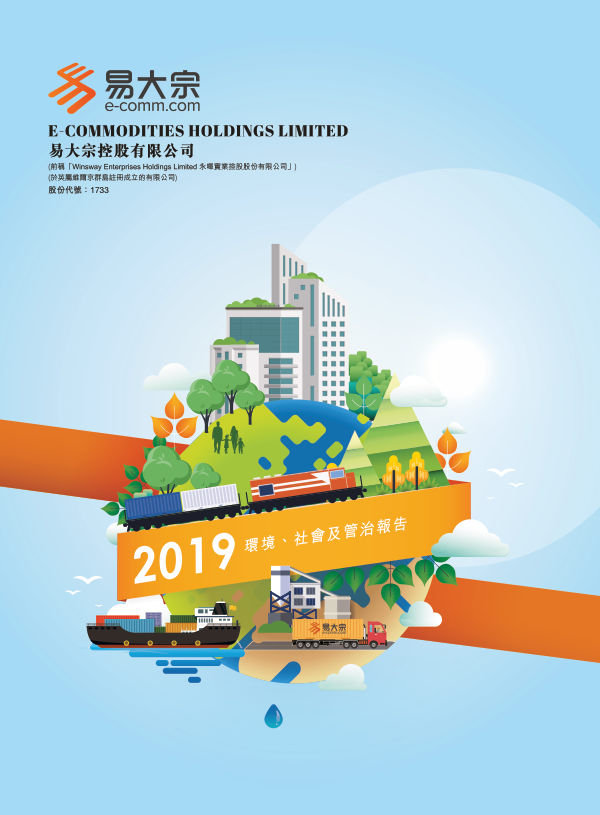 易大宗
e-comm.com
E-COMMODITIES HOLDINGS LIMITED
易大宗控股有限公司
(前稱「Winsway Enterprises Holdings Limited 永暉實業控股股份有限公司」)
(於英屬維爾京群島註冊成立的有限公司)
股份代號：1733
2019 環境、社會及管治報告
易大宗